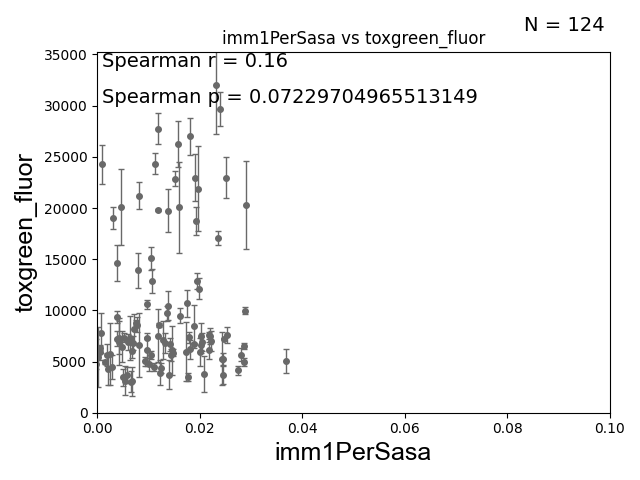 N = 124
imm1PerSasa vs toxgreen_fluor
Spearman r = 0.16
Spearman p = 0.07229704965513149
35000
30000
25000
20000
15000
10000
5000
0
toxgreen_fluor
0.00 0.02 0.04 0.06 0.08 0.10
imm1PerSasa